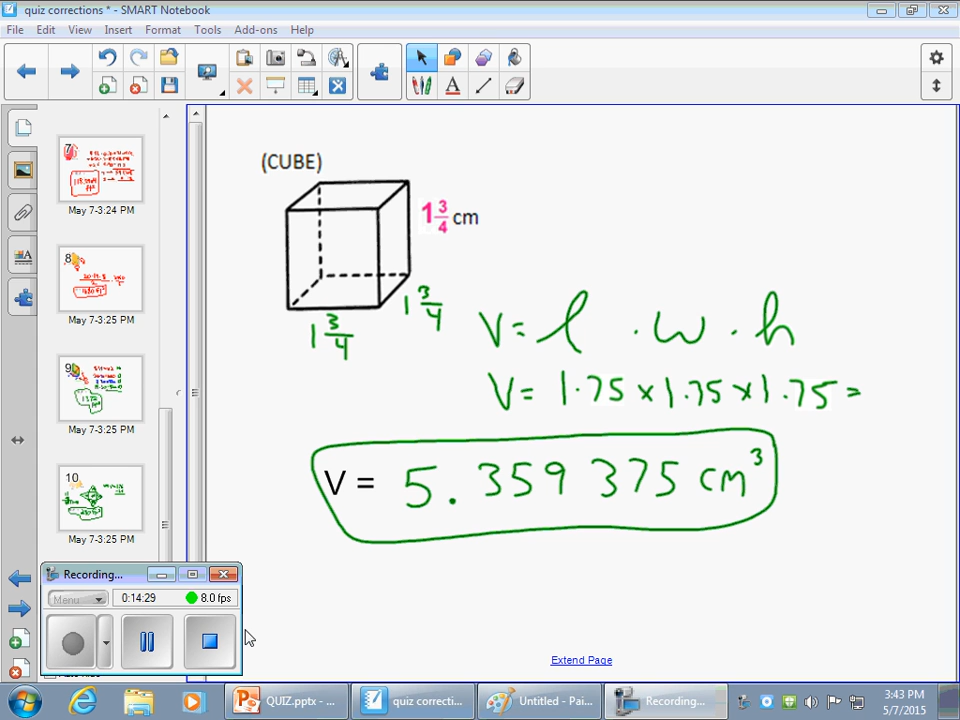 quiz corrections * - SMART Notebook
File Edit View Insert Format Tools Add-ons Help
7
May 7-3:24 PM
8
May 7-3:25 PM
9
May 7-3:25 PM
10
May 7-3:25 PM
(CUBE)
1 3/4 cm
1 3/4
1 3/4
V = l · w · h
V = 1.75 x 1.75 x 1.75 =
V = 5.359 375 cm³
Extend Page
Recording...
Menu
0:14:29
8.0 fps
QUIZ.pptx - ...
quiz correcti...
Untitled - Pai...
Recording...
3:43 PM
5/7/2015